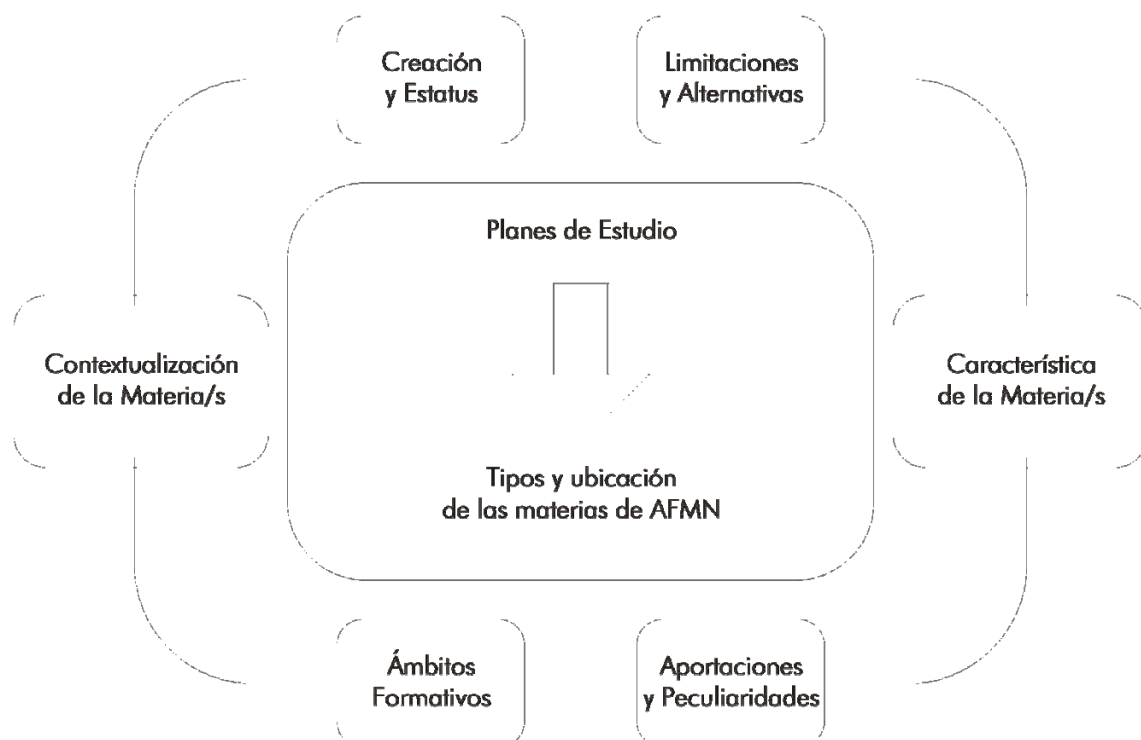 Creación
y Estatus
Limitaciones
y Alternativas
Planes de Estudio
Contextualización
de la Materia/s
Característica
de la Materia/s
Tipos y ubicación
de las materias de AFMN
Ámbitos
Formativos
Aportaciones
y Peculiaridades